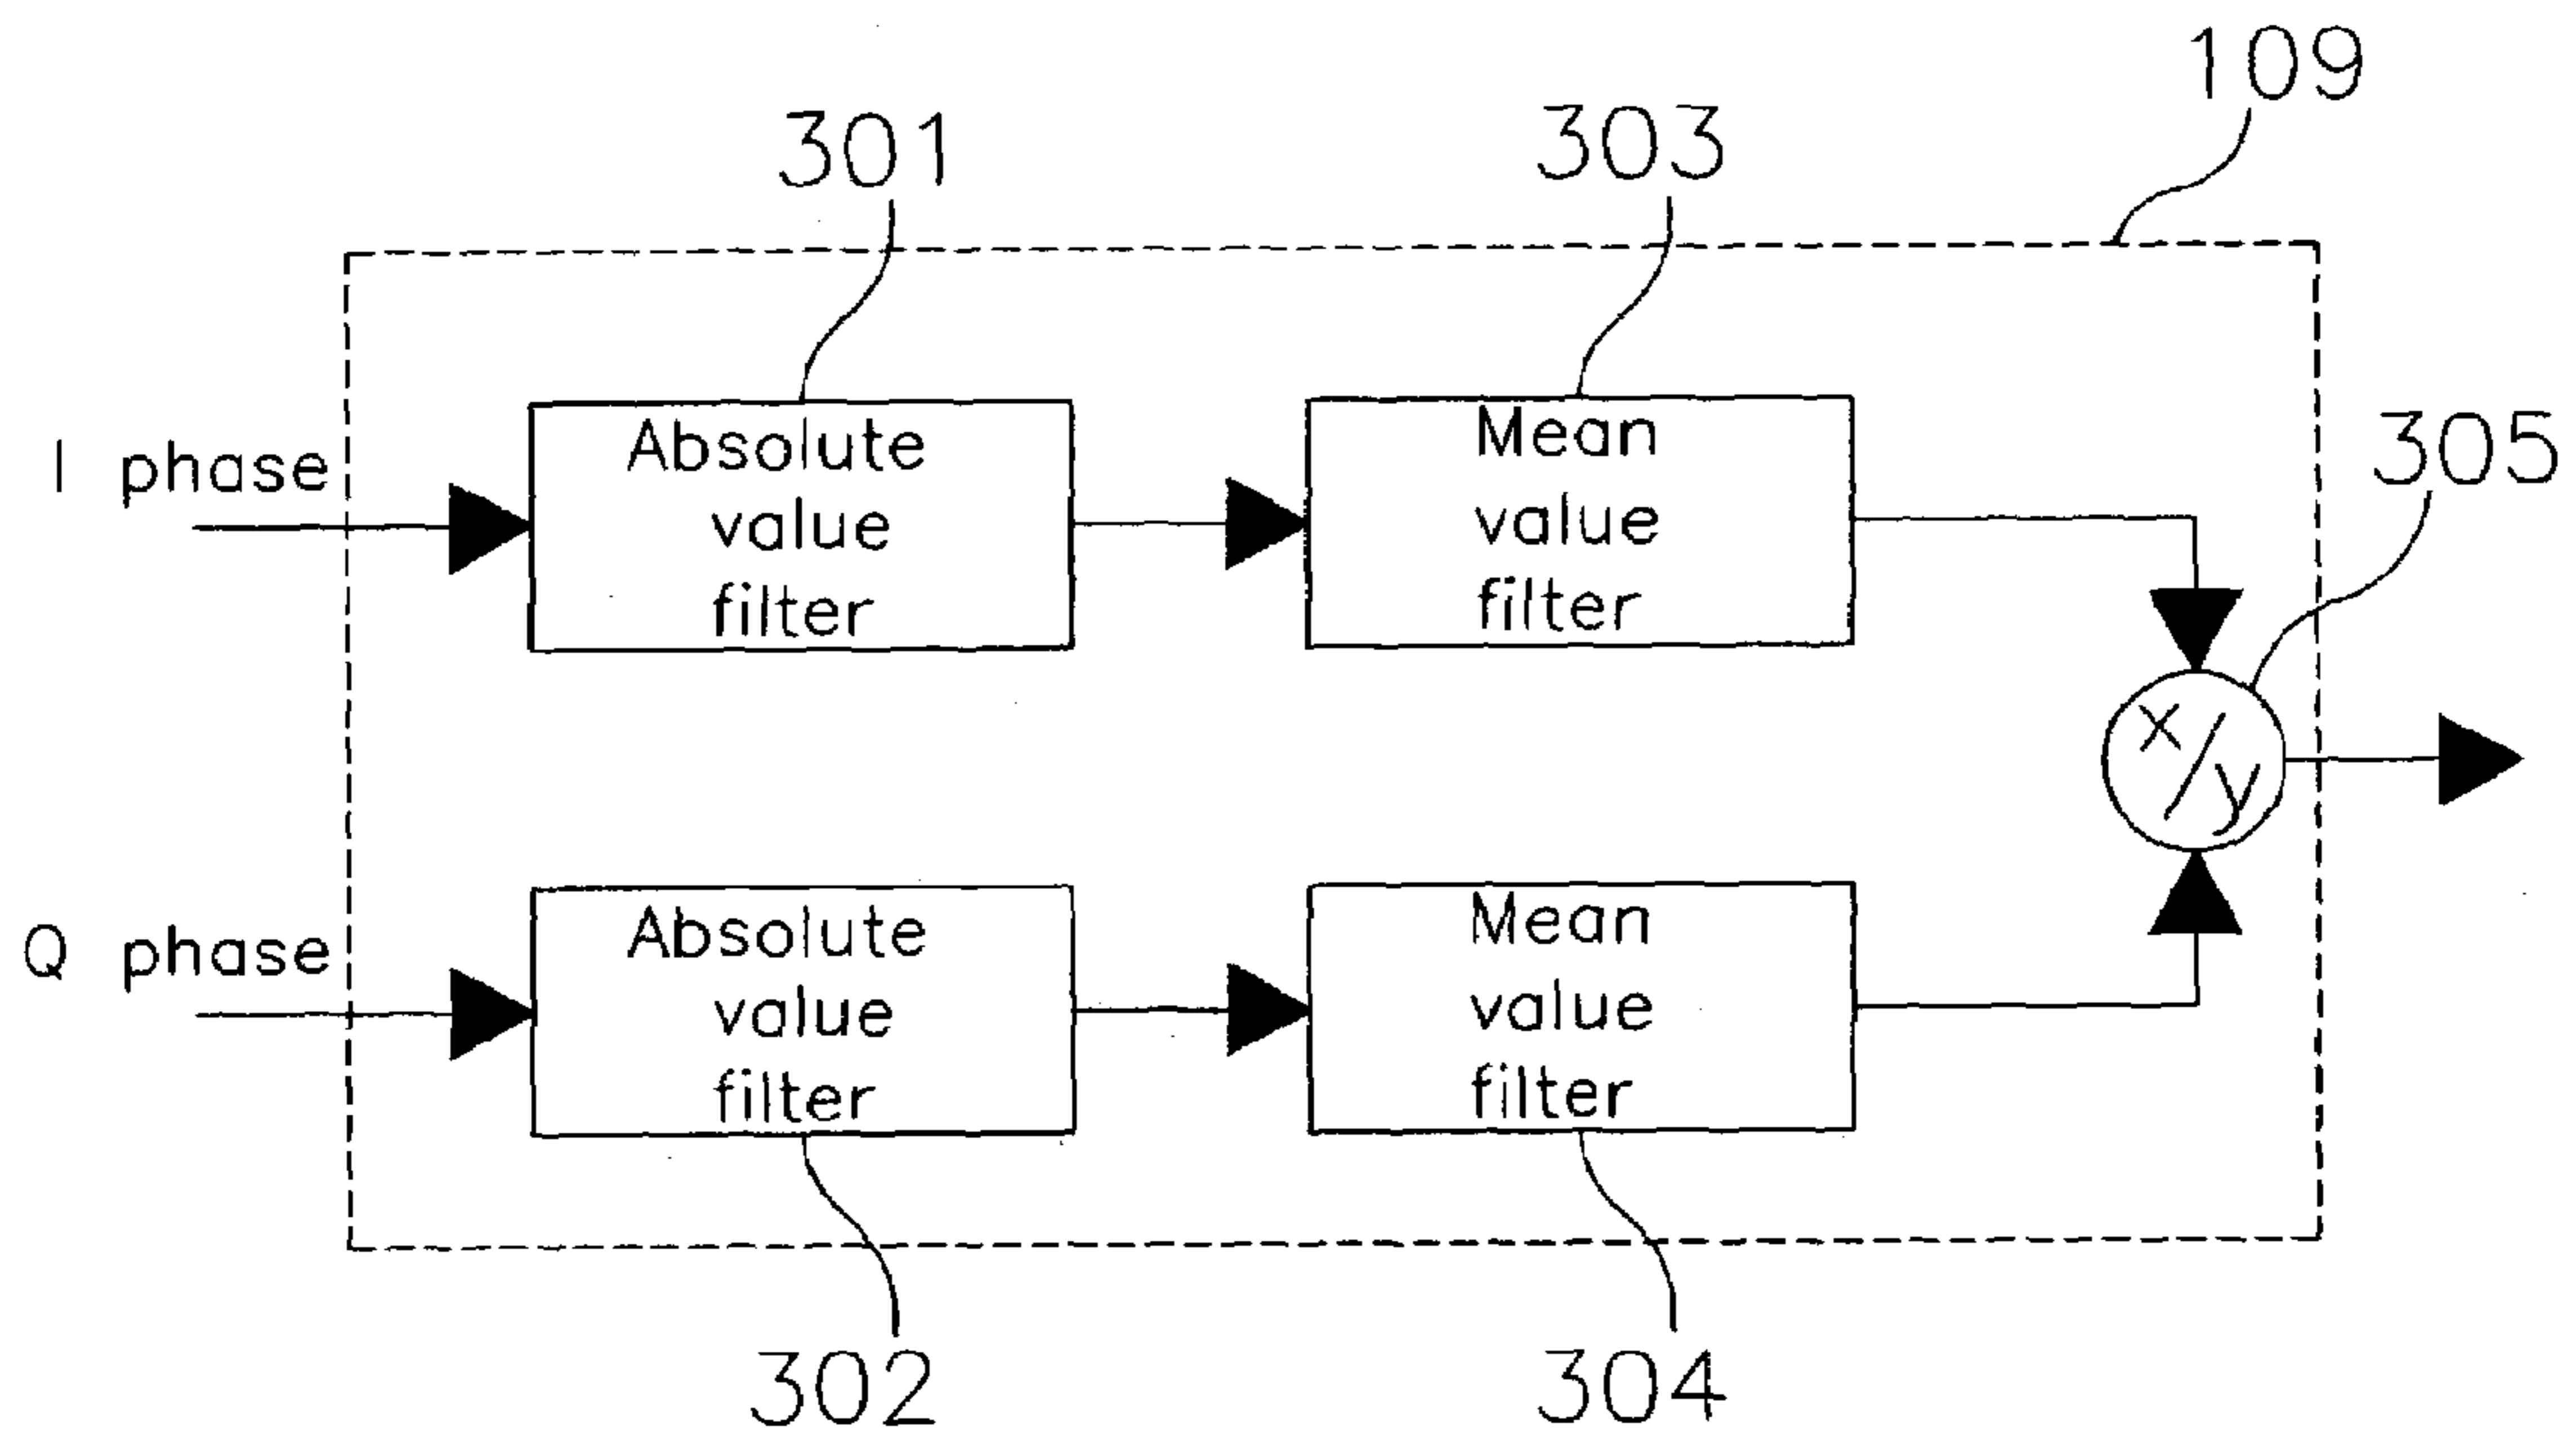 109
301
303
I phase
Absolute
value
filter
Mean
value
filter
305
x/y
Q phase
Absolute
value
filter
Mean
value
filter
302
304